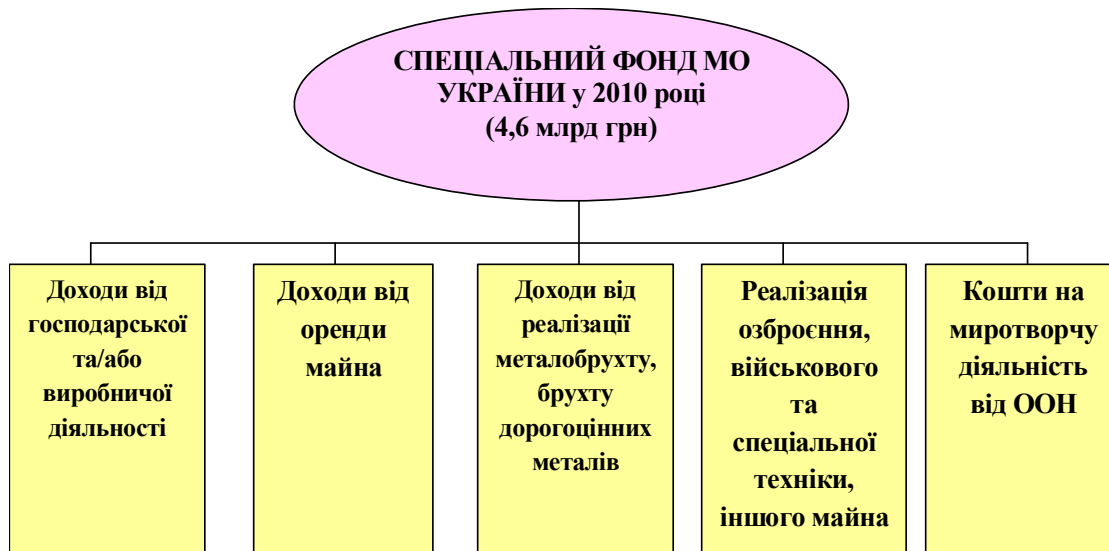 СПЕЦІАЛЬНИЙ ФОНД МО
УКРАЇНИ у 2010 році
(4,6 млрд грн)
Доходи від
господарської
та/або
виробничої
діяльності
Доходи від
оренди
майна
Доходи від
реалізації
металобрухту,
брухту
дорогоцінних
металів
Реалізація
озброєння,
військового
та
спеціальної
техніки,
іншого майна
Кошти на
миротворчу
діяльність
від ООН